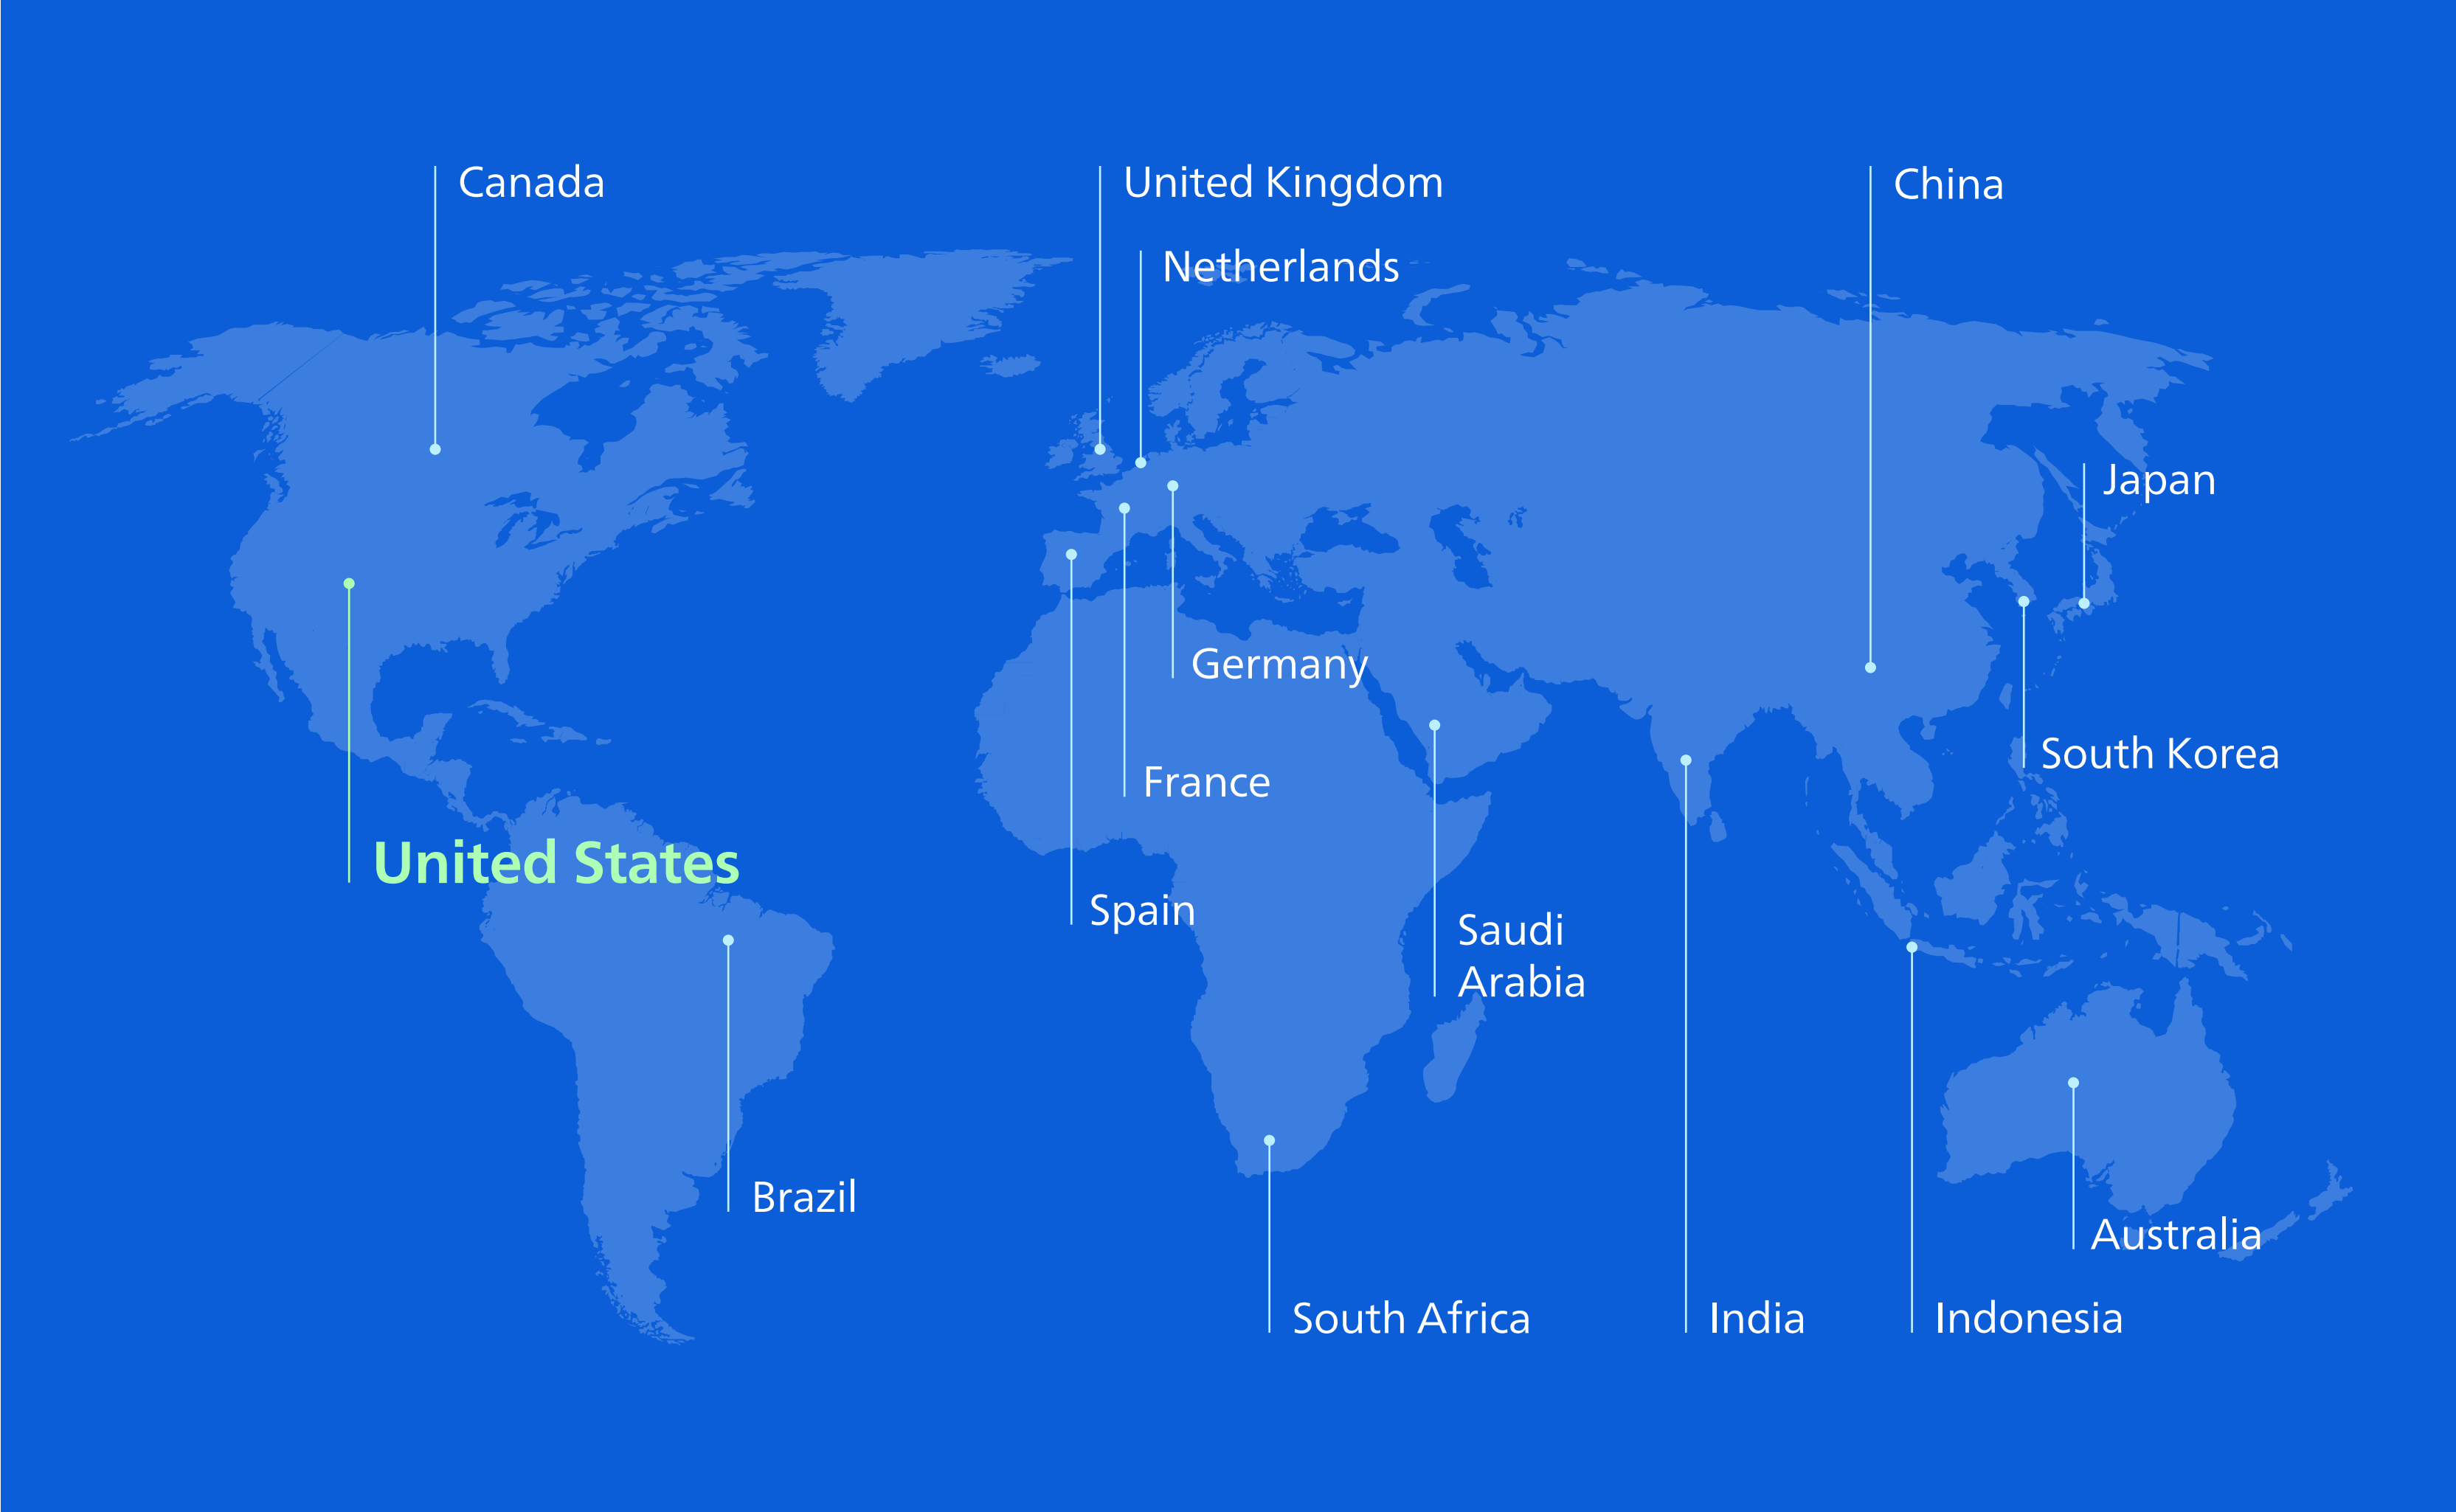 Canada
United Kingdom
China
Netherlands
Japan
Germany
South Korea
France
United States
Spain
Saudi
Arabia
Brazil
Australia
South Africa
India
Indonesia